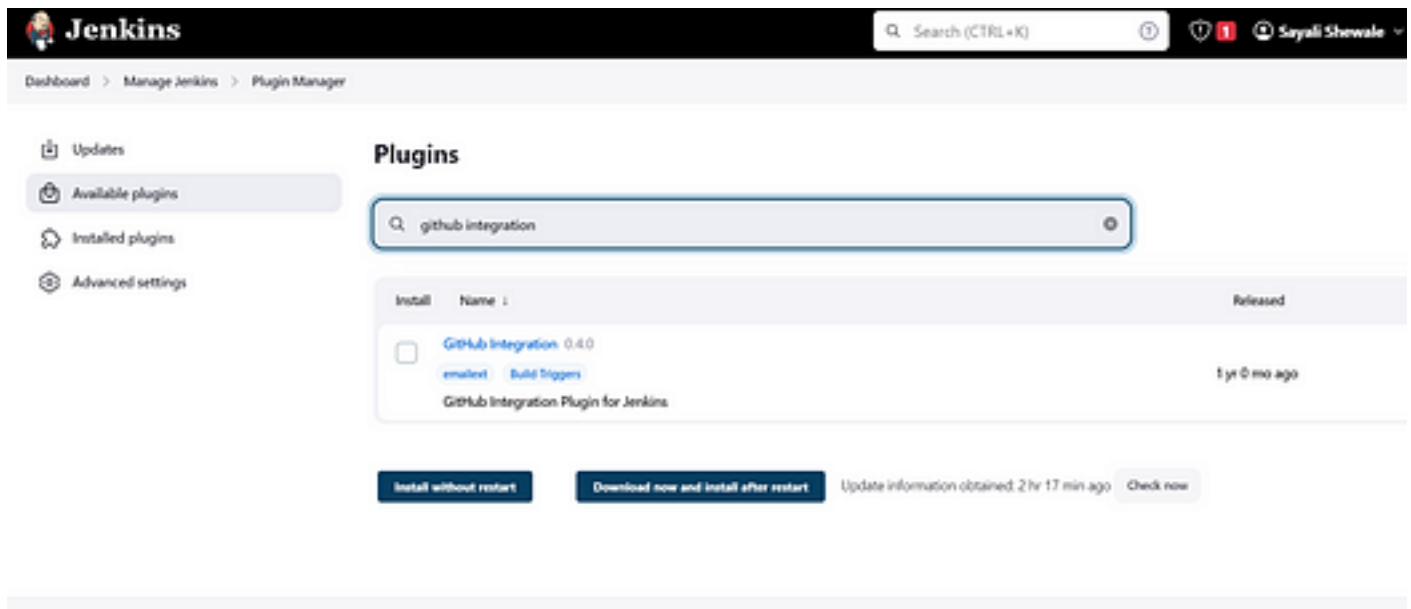 Jenkins
Search (CTRL+K)
1
Sayali Shewale
Dashboard > Manage Jenkins > Plugin Manager
Updates
Available plugins
Installed plugins
Advanced settings
Plugins
github integration
Install Name ↓ Released
GitHub Integration 0.4.0
emailext Build Triggers
1 yr 0 mo ago
GitHub Integration Plugin for Jenkins
Install without restart
Download now and install after restart
Update information obtained: 2 hr 17 min ago
Check now